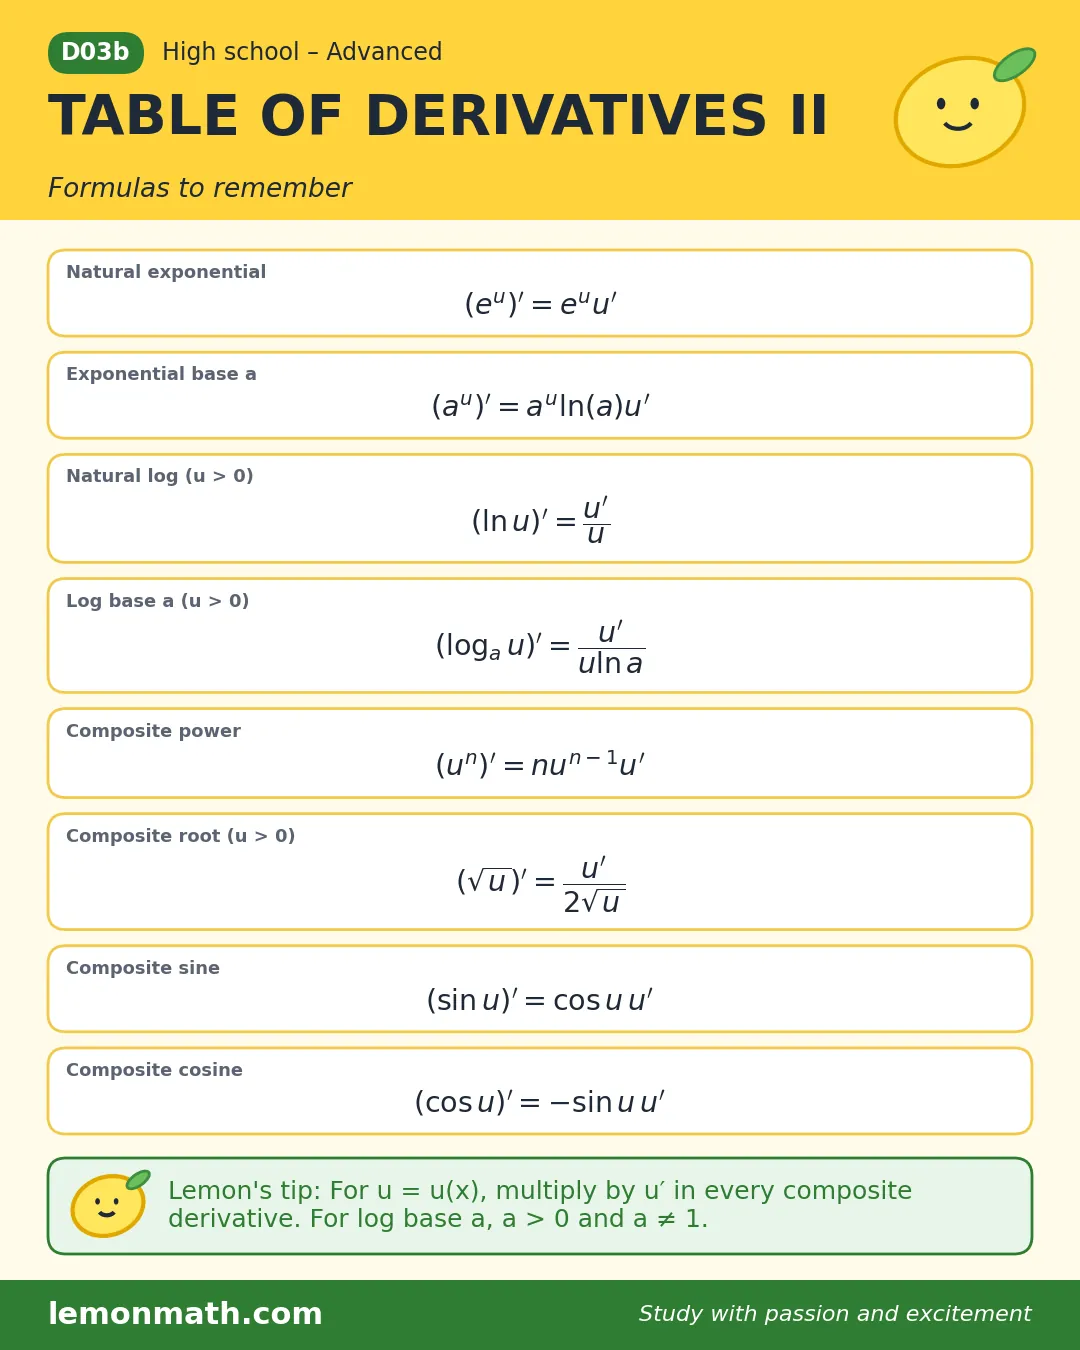 D03b High school – Advanced
TABLE OF DERIVATIVES II
Formulas to remember
Natural exponential
(e^u)′ = e^u u′
Exponential base a
(a^u)′ = a^u ln(a)u′
Natural log (u > 0)
(ln u)′ = u′/u
Log base a (u > 0)
(log_a u)′ = u′/(u ln a)
Composite power
(u^n)′ = nu^(n−1)u′
Composite root (u > 0)
(√u)′ = u′/(2√u)
Composite sine
(sin u)′ = cos u u′
Composite cosine
(cos u)′ = −sin u u′
Lemon's tip: For u = u(x), multiply by u′ in every composite
derivative. For log base a, a > 0 and a ≠ 1.
lemonmath.com
Study with passion and excitement